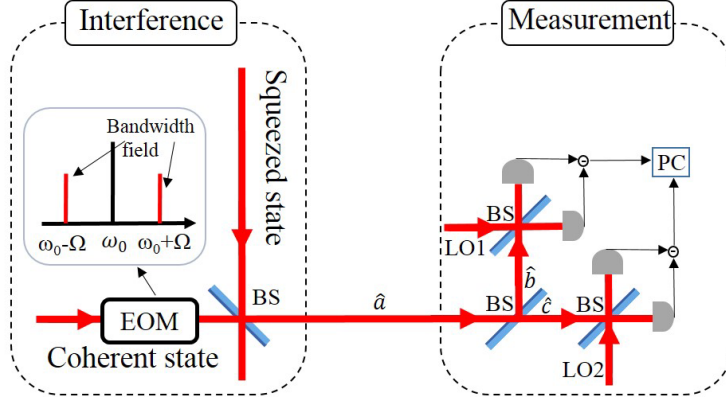 Interference
Measurement
Squeezed state
Bandwidth
field
ω₀-Ω
ω₀
ω₀+Ω
EOM
Coherent state
BS
â
BS
LO1
b̂
BS
ĉ
BS
LO2
PC